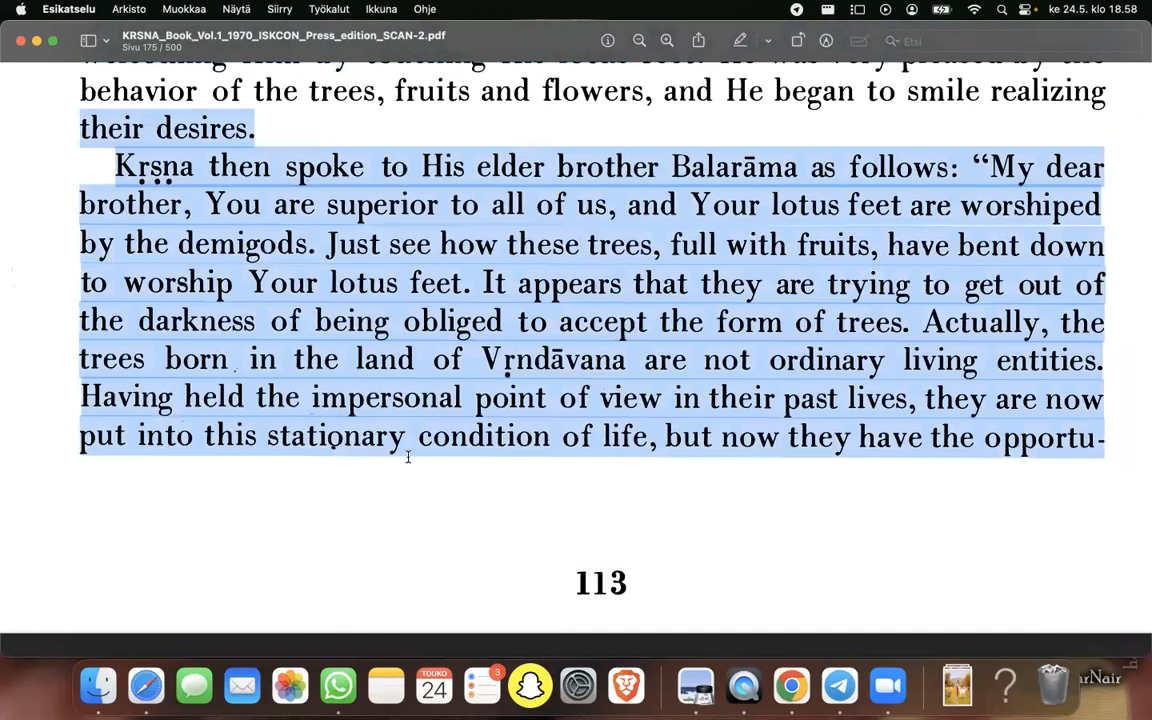 Esikatselu Arkisto Muokkaa Näytä Siirry Työkalut Ikkuna Ohje ke 24.5. klo 18.58
KRSNA_Book_Vol.1_1970_ISKCON_Press_edition_SCAN-2.pdf
Sivu 175 / 500
Etsi
behavior of the trees, fruits and flowers, and He began to smile realizing
their desires.
Kṛṣṇa then spoke to His elder brother Balarāma as follows: “My dear
brother, You are superior to all of us, and Your lotus feet are worshiped
by the demigods. Just see how these trees, full with fruits, have bent down
to worship Your lotus feet. It appears that they are trying to get out of
the darkness of being obliged to accept the form of trees. Actually, the
trees born in the land of Vṛndāvana are not ordinary living entities.
Having held the impersonal point of view in their past lives, they are now
put into this stationary condition of life, but now they have the opportu-
113
TOUKO
24
3
arNair